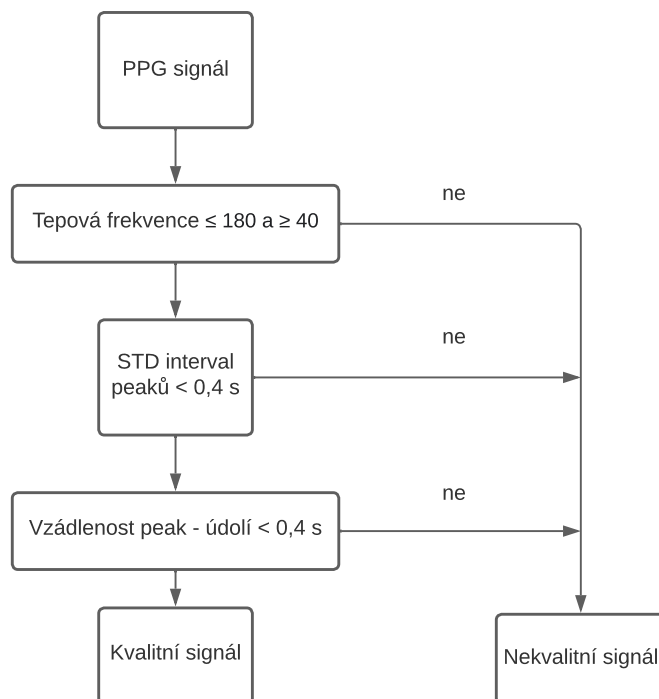 PPG signál
ne
Tepová frekvence ≤ 180 a ≥ 40
ne
STD interval
peaků < 0,4 s
ne
Vzádlenost peak - údolí < 0,4 s
Kvalitní signál
Nekvalitní signál